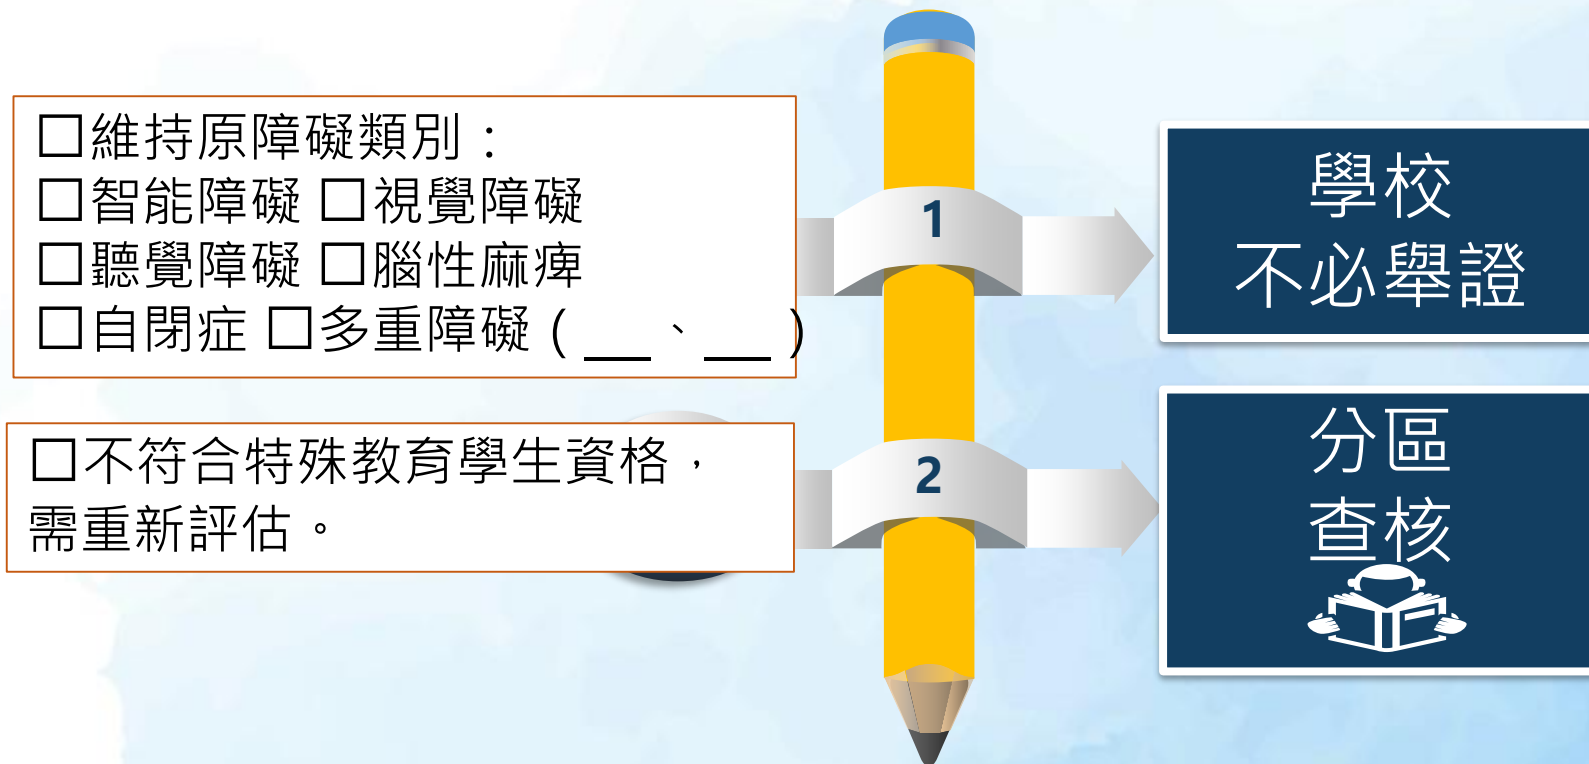 □維持原障礙類別：
□智能障礙 □視覺障礙
□聽覺障礙 □腦性麻痺
□自閉症 □多重障礙（ __ 、 __ ）
1
學校
不必舉證
□不符合特殊教育學生資格，
需重新評估。
2
分區
查核